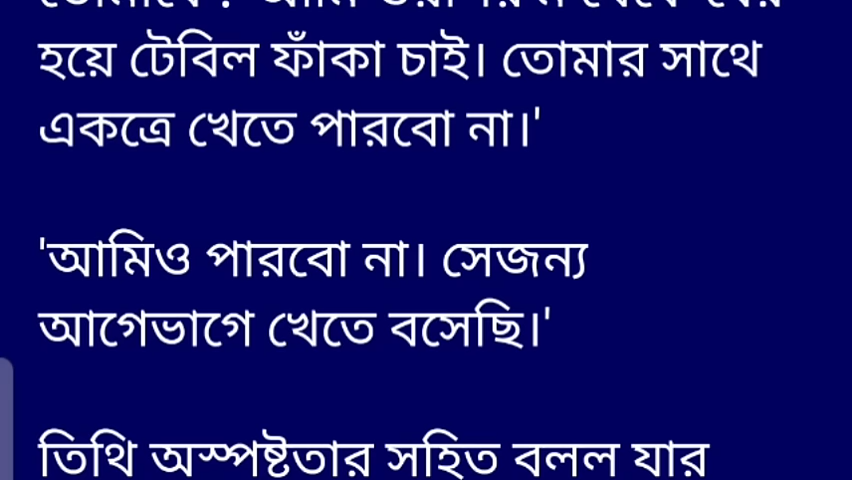 হয়ে টেবিল ফাঁকা চাই। তোমার সাথে
একত্রে খেতে পারবো না।'
'আমিও পারবো না। সেজন্য
আগেভাগে খেতে বসেছি।'
তিথি অস্পষ্টতার সহিত বলল যার